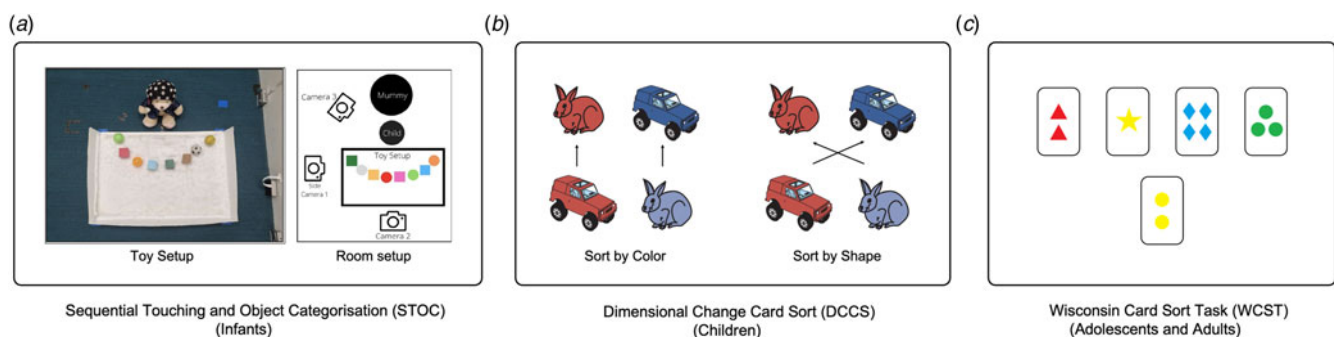 (a)
(b)
(c)
Camera 3
Mummy
Child
Toy Setup
Side
Camera 1
Camera 2
Toy Setup
Room setup
Sort by Color
Sort by Shape
Sequential Touching and Object Categorisation (STOC)
(Infants)
Dimensional Change Card Sort (DCCS)
(Children)
Wisconsin Card Sort Task (WCST)
(Adolescents and Adults)